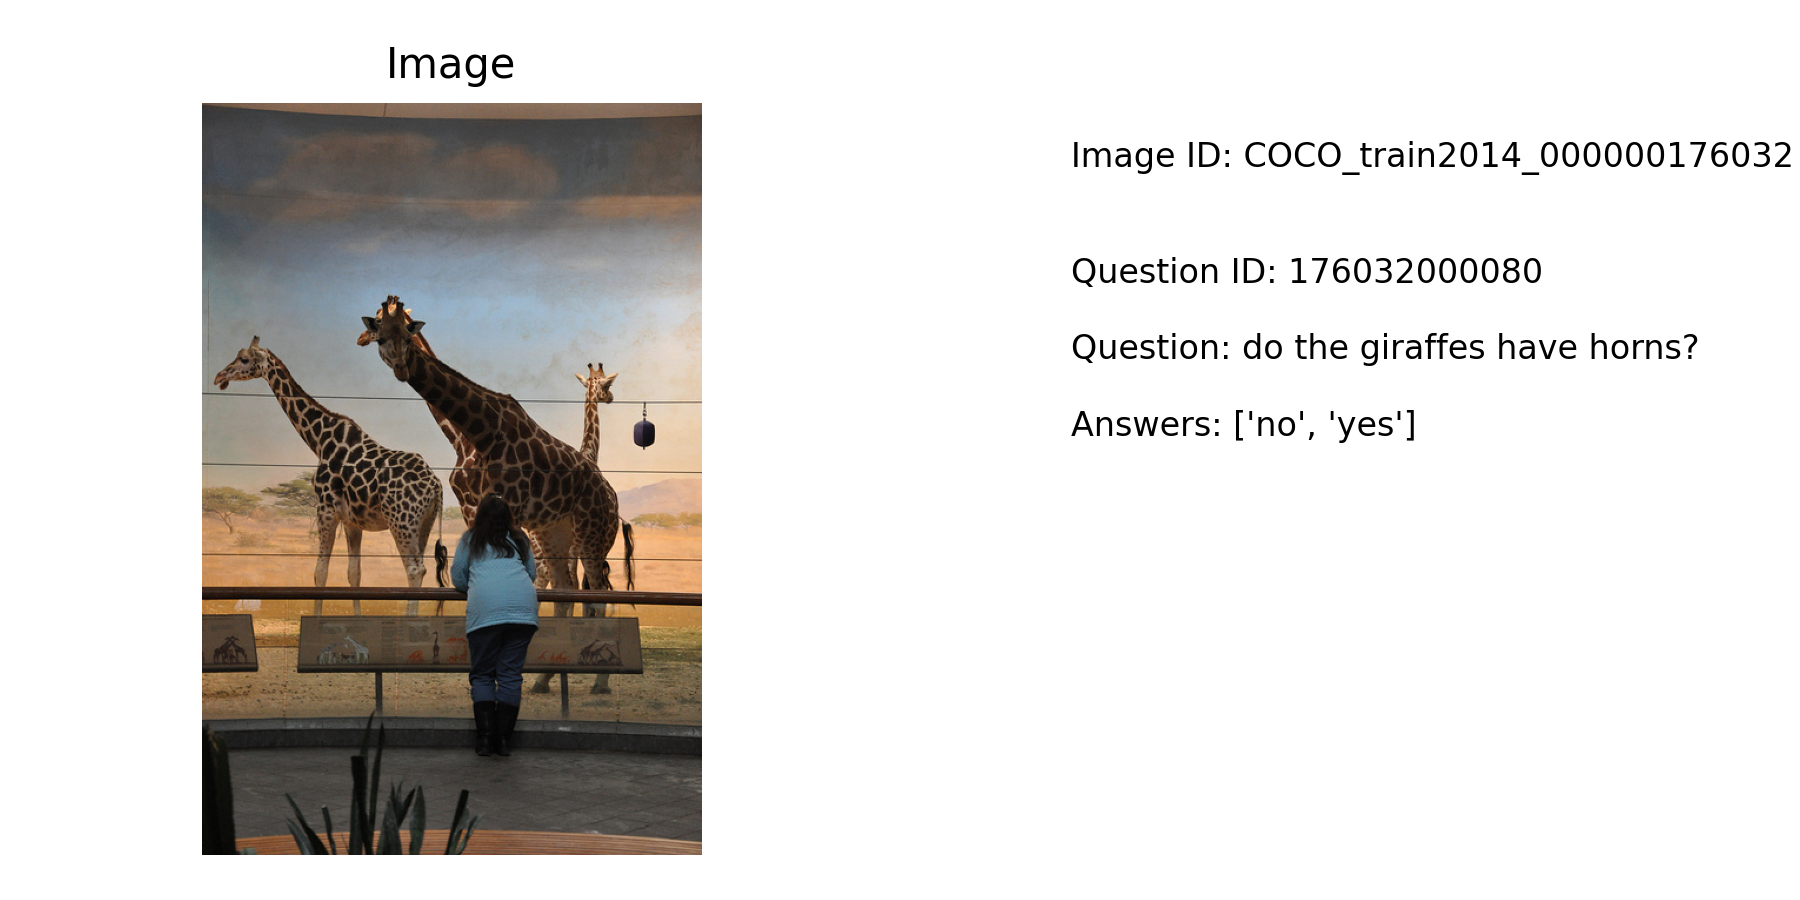 Image
Image ID: COCO_train2014_000000176032
Question ID: 176032000080
Question: do the giraffes have horns?
Answers: ['no', 'yes']